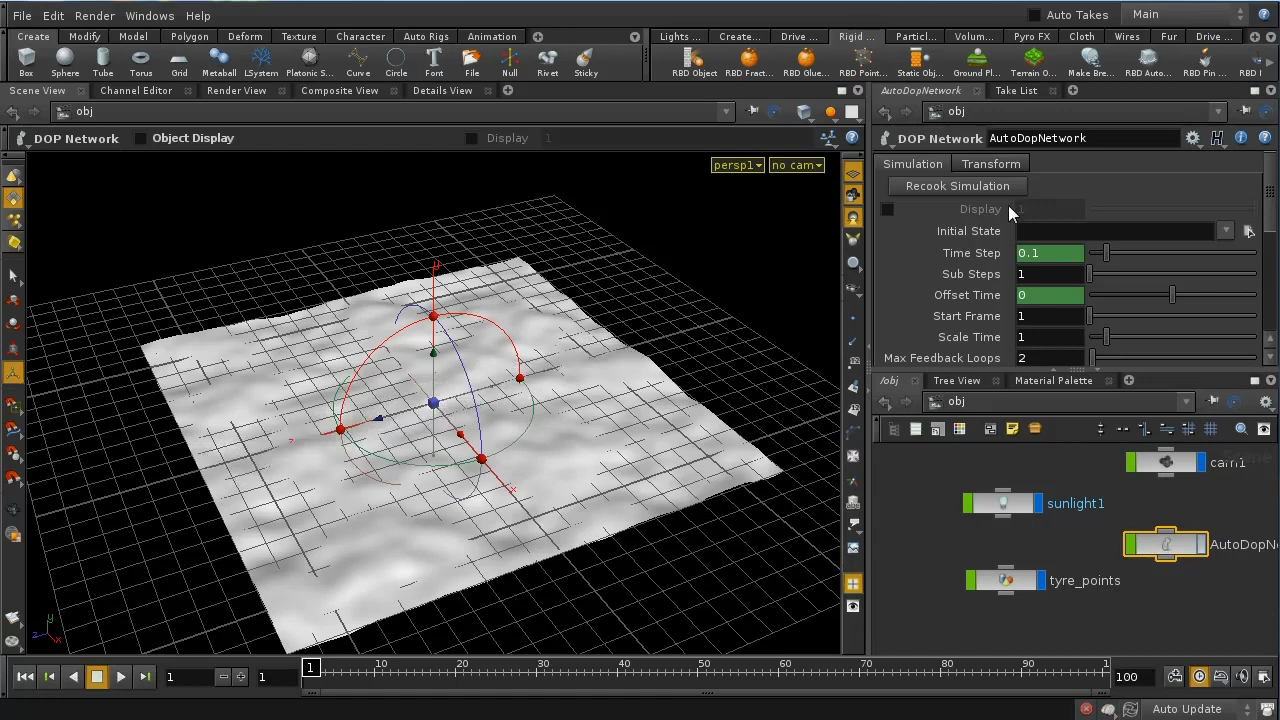 File Edit Render Windows Help Auto Takes Main
Create Modify Model Polygon Deform Texture Character Auto Rigs Animation Lights ... Create... Drive ... Rigid ... Particl... Volum... Pyro FX Cloth Wires Fur Drive ...
Box Sphere Tube Torus Grid Metaball LSystem Platonic S... Curve Circle Font File Null Rivet Sticky RBD Object RBD Fract... RBD Glue... RBD Point... Static Obj... Ground Pl... Terrain O... Make Bre... RBD Auto... RBD Pin ... RBD I
Scene View Channel Editor Render View Composite View Details View AutoDopNetwork Take List
obj obj
DOP Network Object Display Display 1 DOP Network AutoDopNetwork
persp1 no cam Simulation Transform
Recook Simulation
Display
Initial State
Time Step 0.1
Sub Steps 1
Offset Time 0
Start Frame 1
Scale Time 1
Max Feedback Loops 2
/obj Tree View Material Palette
obj
cam1
sunlight1
AutoDopN
tyre_points
y
x
z
y
z x
1 1 1 10 20 30 40 50 60 70 80 90 1 100
Auto Update